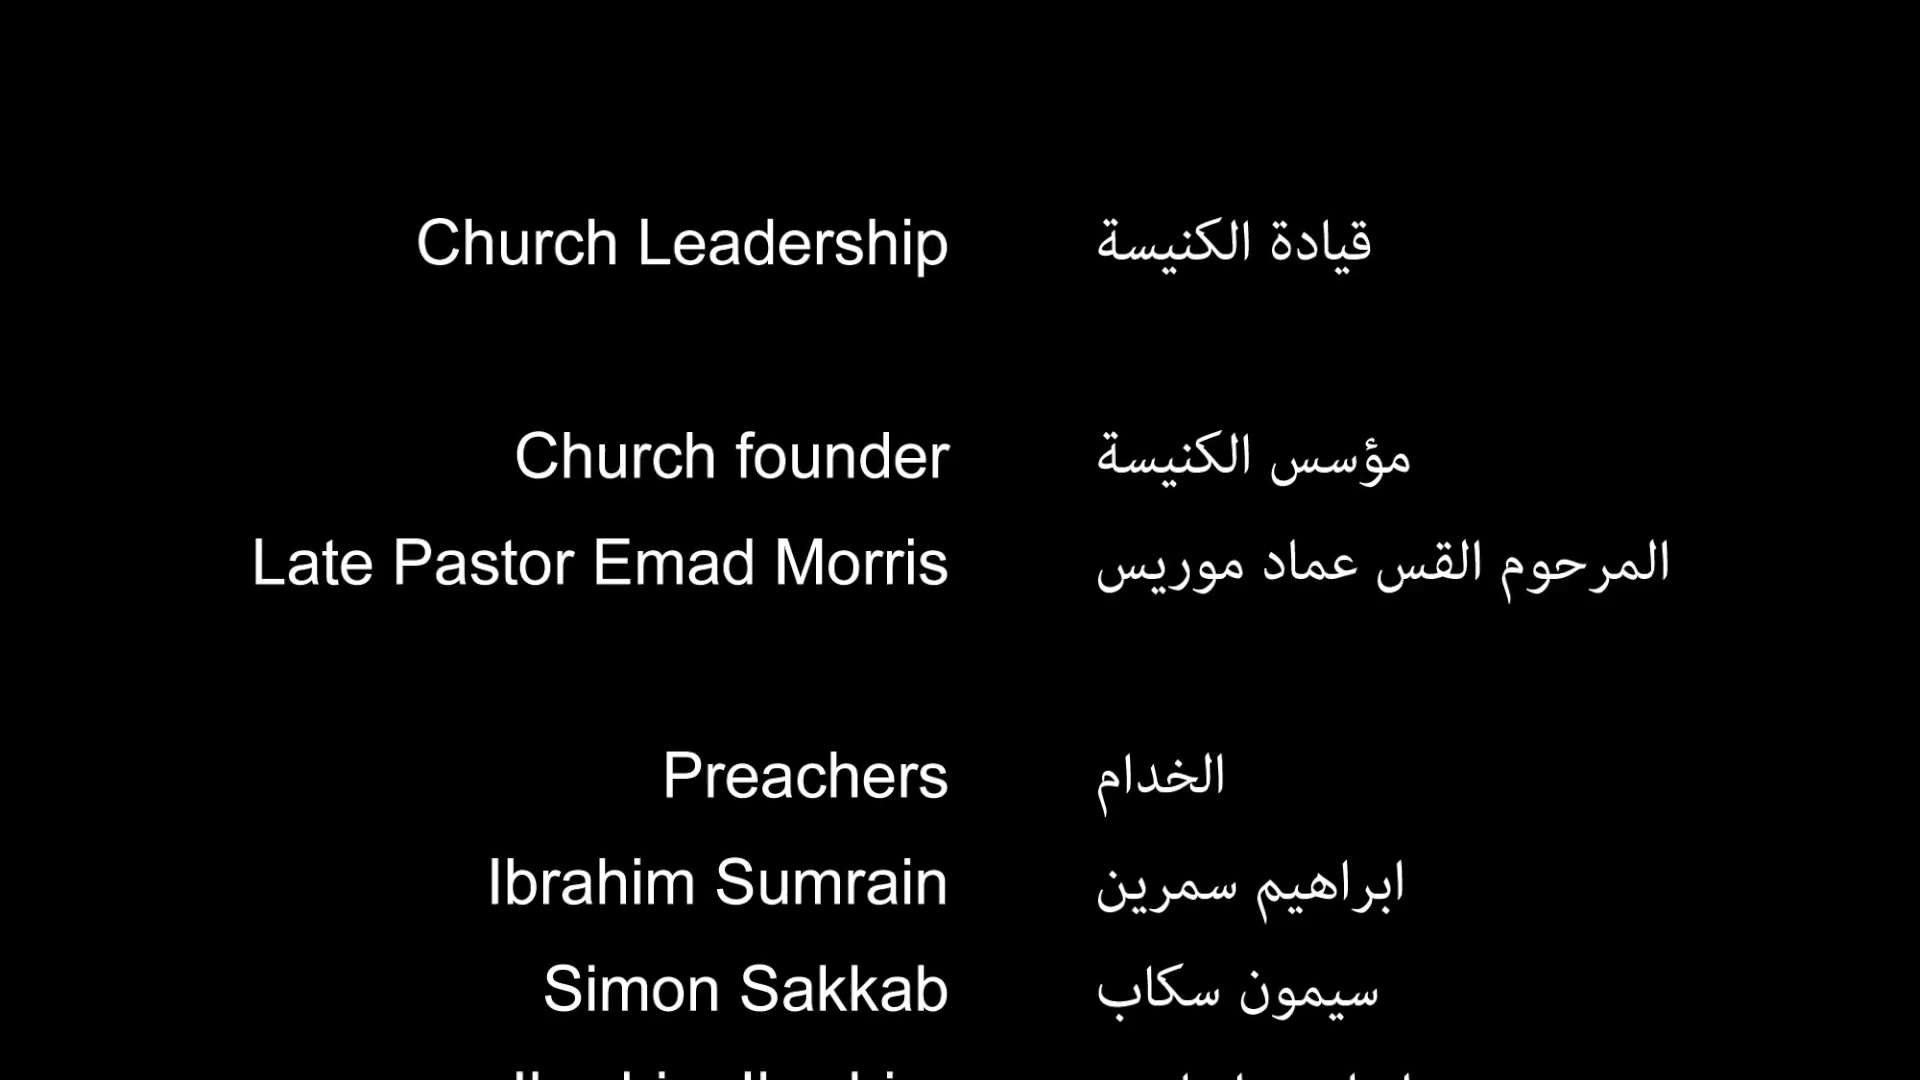 Church Leadership قيادة الكنيسة
Church founder مؤسس الكنيسة
Late Pastor Emad Morris المرحوم القس عماد موريس
Preachers الخدام
Ibrahim Sumrain ابراهيم سمرين
Simon Sakkab سيمون سكاب